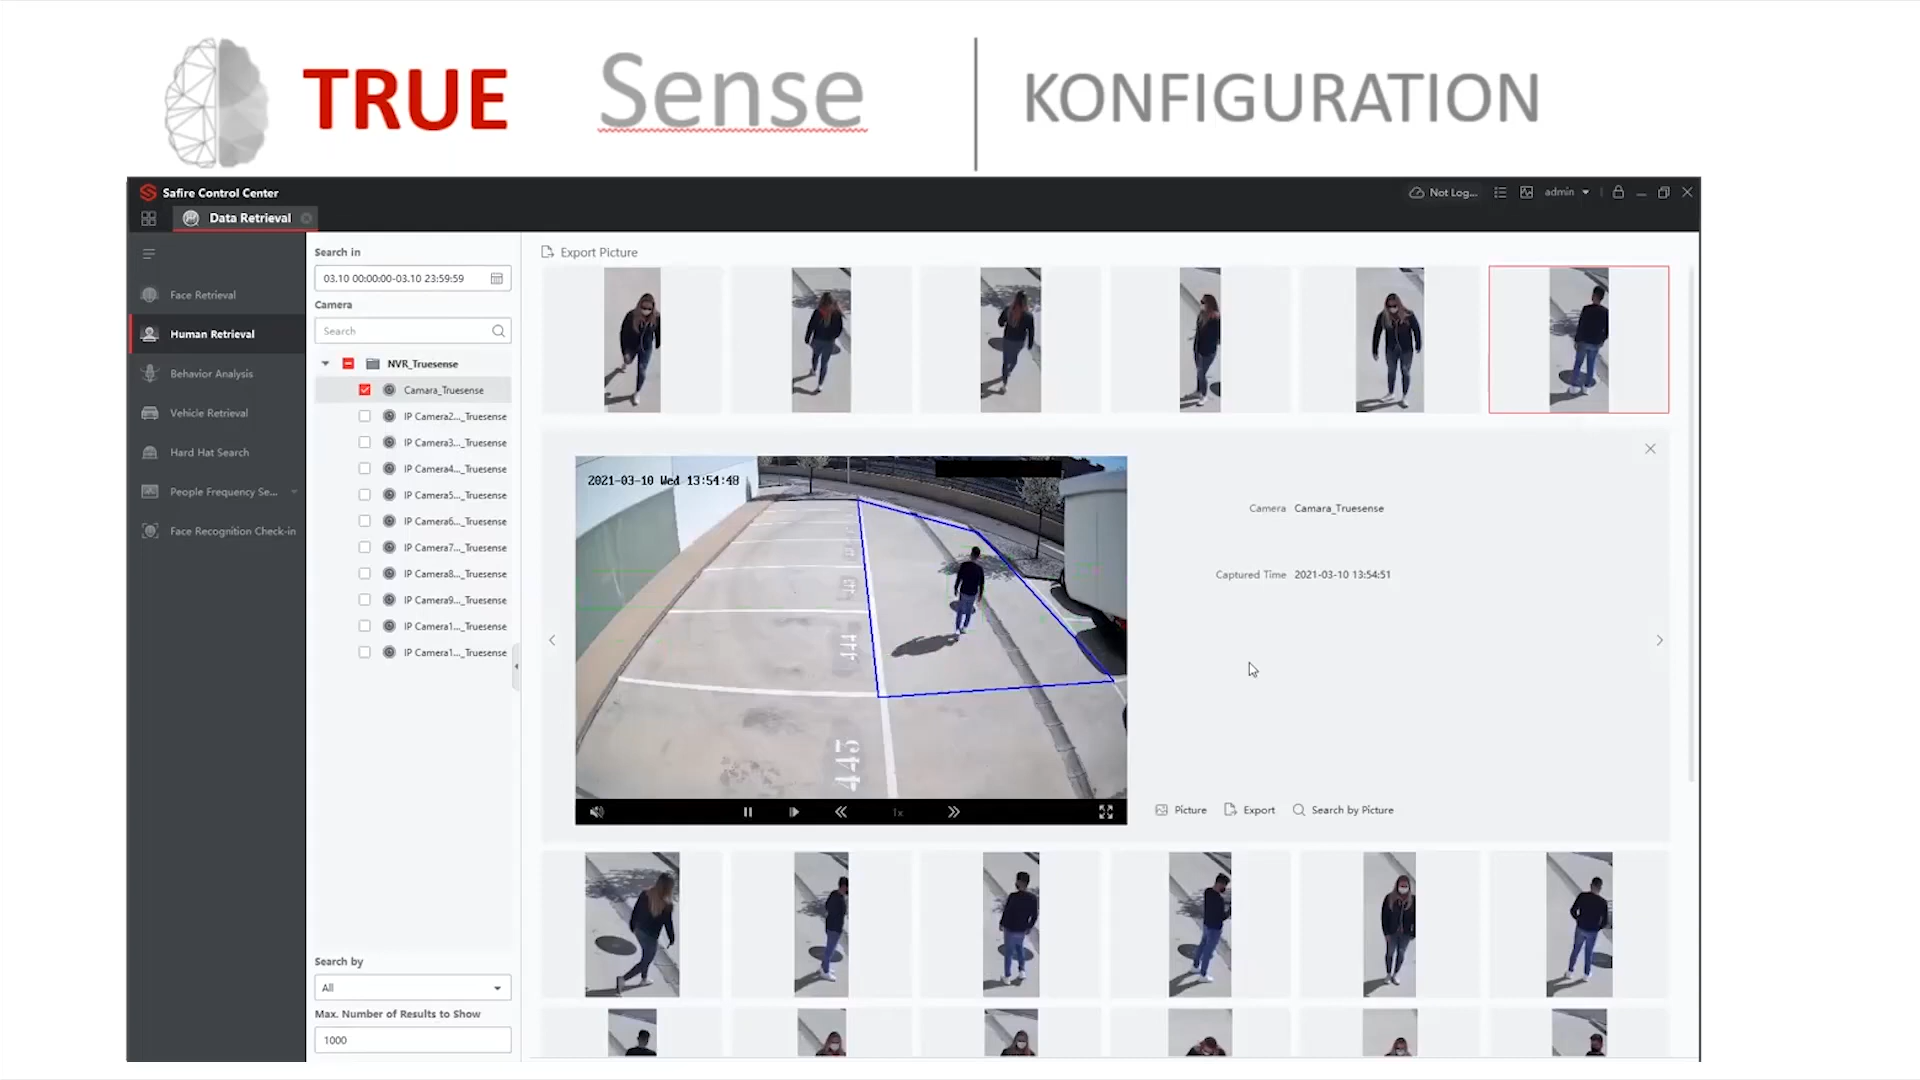 TRUE Sense KONFIGURATION
Safire Control Center
Not Log...
admin
Data Retrieval
Face Retrieval
Human Retrieval
Behavior Analysis
Vehicle Retrieval
Hard Hat Search
People Frequency Se...
Face Recognition Check-in
Search in
03.10 00:00:00-03.10 23:59:59
Camera
Search
NVR_Truesense
Camara_Truesense
IP Camera2..._Truesense
IP Camera3..._Truesense
IP Camera4..._Truesense
IP Camera5..._Truesense
IP Camera6..._Truesense
IP Camera7..._Truesense
IP Camera8..._Truesense
IP Camera9..._Truesense
IP Camera1..._Truesense
IP Camera1..._Truesense
Search by
All
Max. Number of Results to Show
1000
Export Picture
2021-03-10 Wed 13:54:48
445
1x
Camera Camara_Truesense
Captured Time 2021-03-10 13:54:51
Picture Export Search by Picture